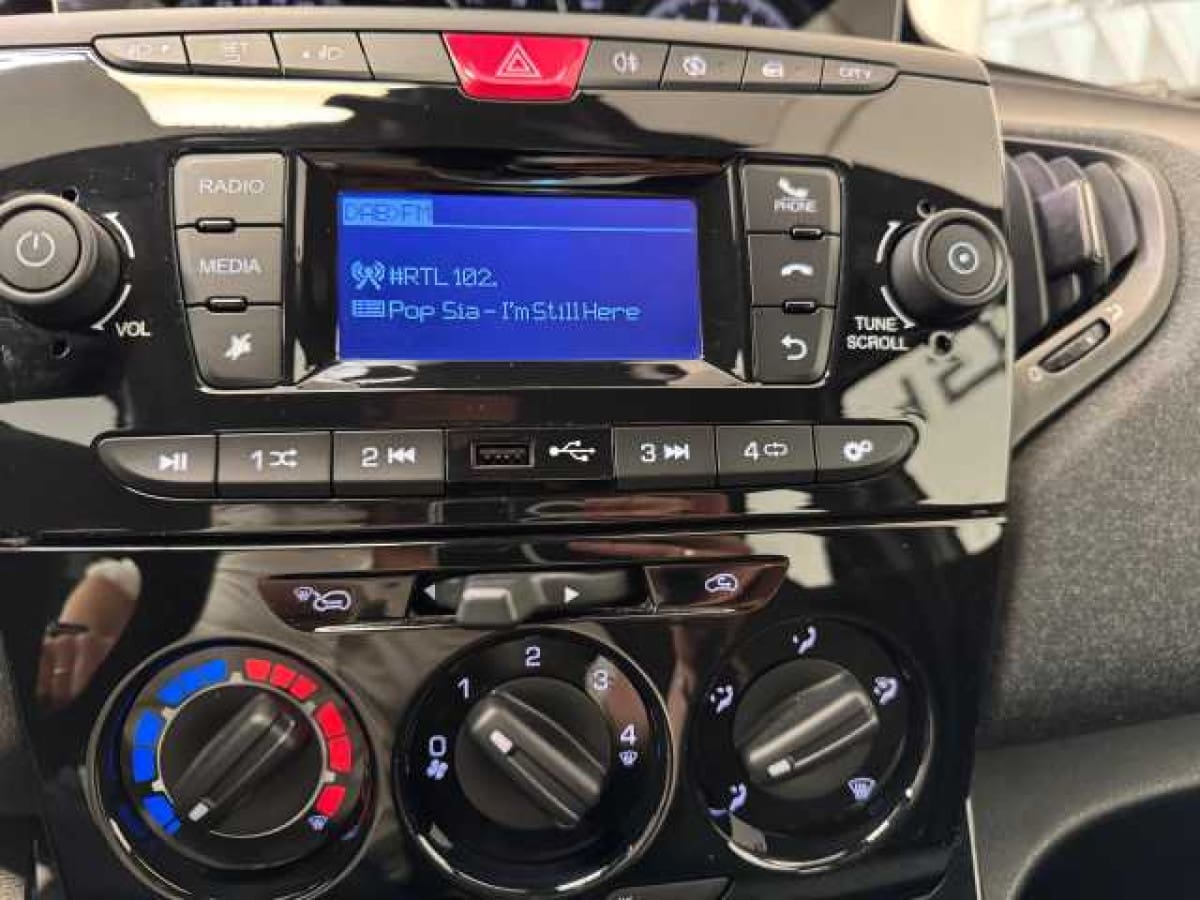 SET
CITY
RADIO
PHONE
DAB>FM
MEDIA
#RTL 102.
Pop Sia - I'm Still Here
VOL
TUNE
SCROLL
1
2
3
4
0
1
2
3
4